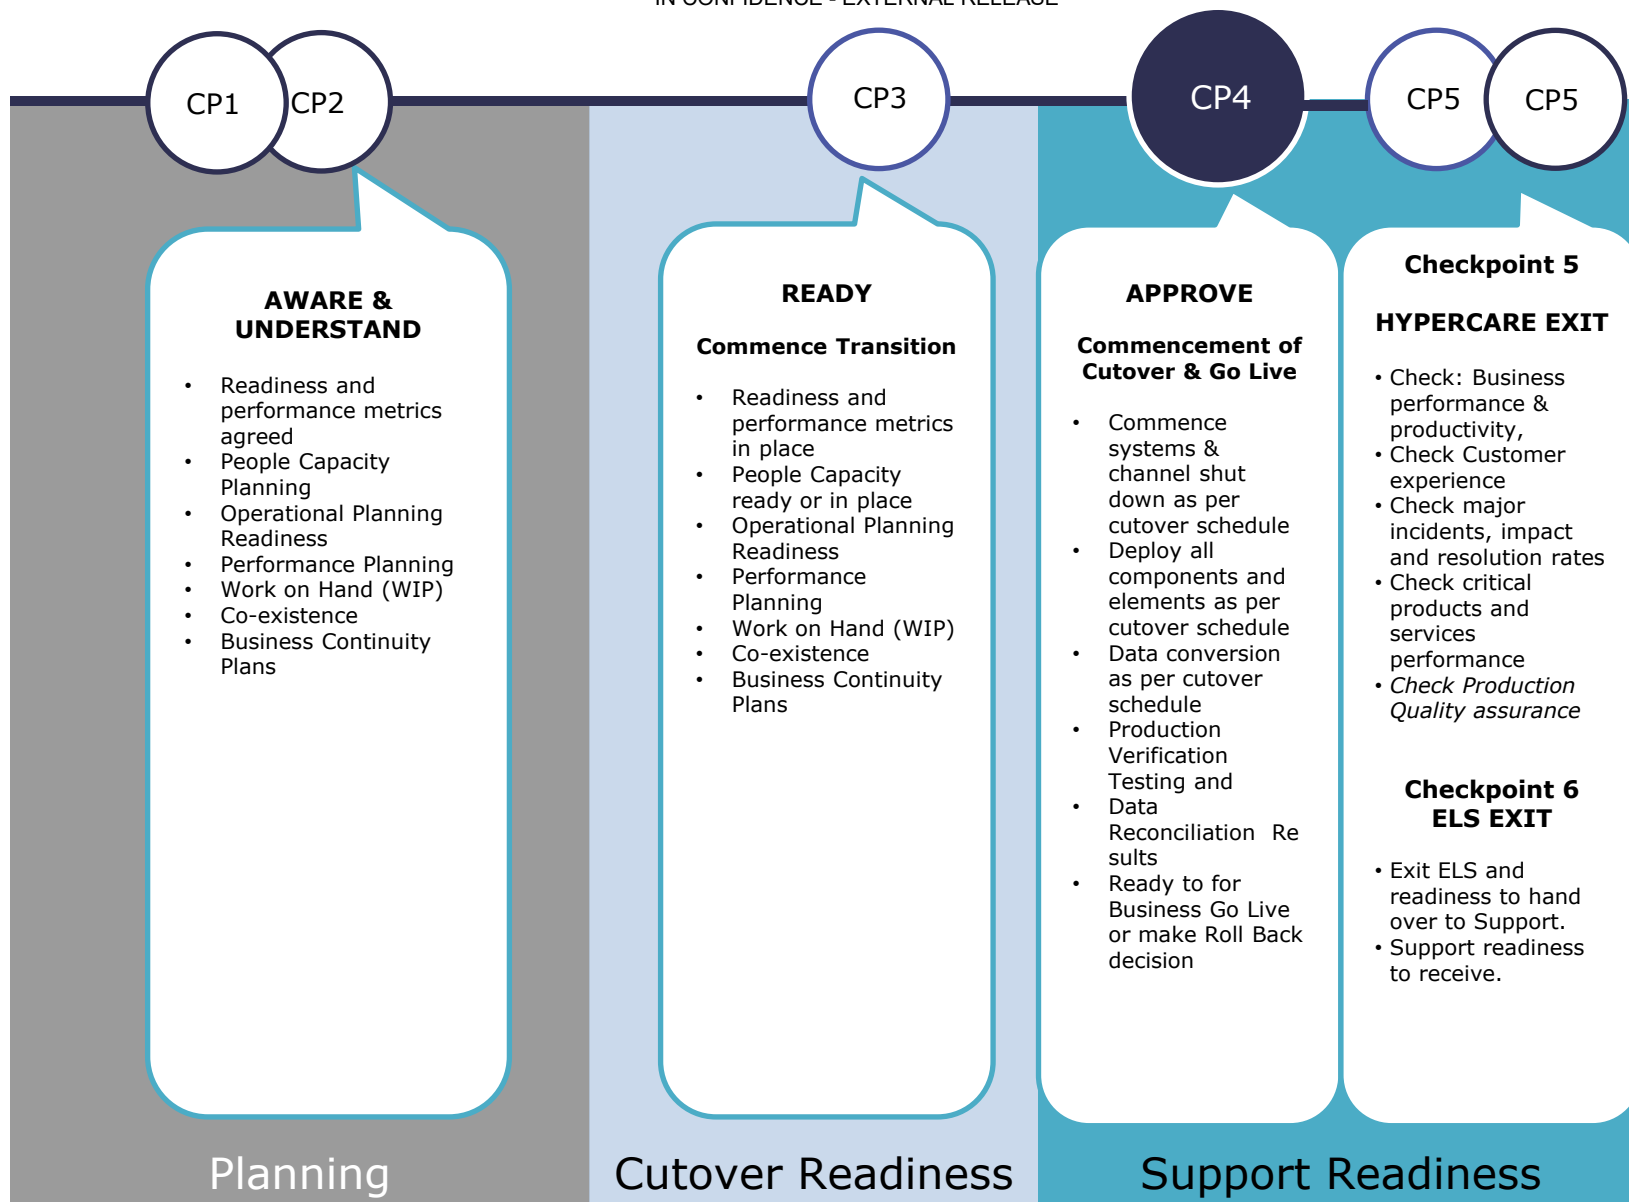 IN CONFIDENCE - EXTERNAL RELEASE
CP1
CP2
CP3
CP4
CP5
CP5
AWARE &
UNDERSTAND
• Readiness and
performance metrics
agreed
• People Capacity
Planning
• Operational Planning
Readiness
• Performance Planning
• Work on Hand (WIP)
• Co-existence
• Business Continuity
Plans
READY
Commence Transition
• Readiness and
performance metrics
in place
• People Capacity
ready or in place
• Operational Planning
Readiness
• Performance
Planning
• Work on Hand (WIP)
• Co-existence
• Business Continuity
Plans
APPROVE
Commencement of
Cutover & Go Live
• Commence
systems &
channel shut
down as per
cutover schedule
• Deploy all
components and
elements as per
cutover schedule
• Data conversion
as per cutover
schedule
• Production
Verification
Testing and
• Data
Reconciliation Re
sults
• Ready to for
Business Go Live
or make Roll Back
decision
Checkpoint 5
HYPERCARE EXIT
• Check: Business
performance &
productivity,
• Check Customer
experience
• Check major
incidents, impact
and resolution rates
• Check critical
products and
services
performance
• Check Production
Quality assurance
Checkpoint 6
ELS EXIT
• Exit ELS and
readiness to hand
over to Support.
• Support readiness
to receive.
Planning
Cutover Readiness
Support Readiness